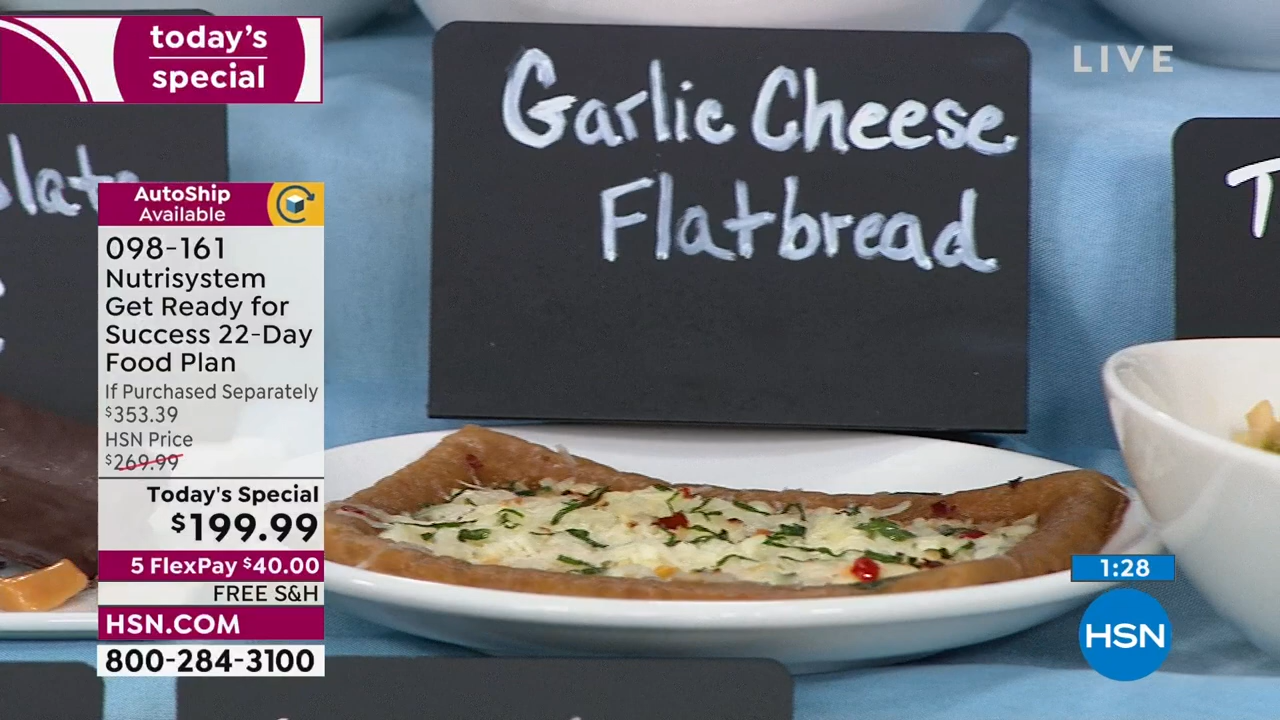 today's
special
LIVE
Garlic Cheese
Flatbread
AutoShip
Available
098-161
Nutrisystem
Get Ready for
Success 22-Day
Food Plan
If Purchased Separately
$353.39
HSN Price
$269.99
Today's Special
$199.99
5 FlexPay $40.00
FREE S&H
HSN.COM
800-284-3100
1:28
HSN